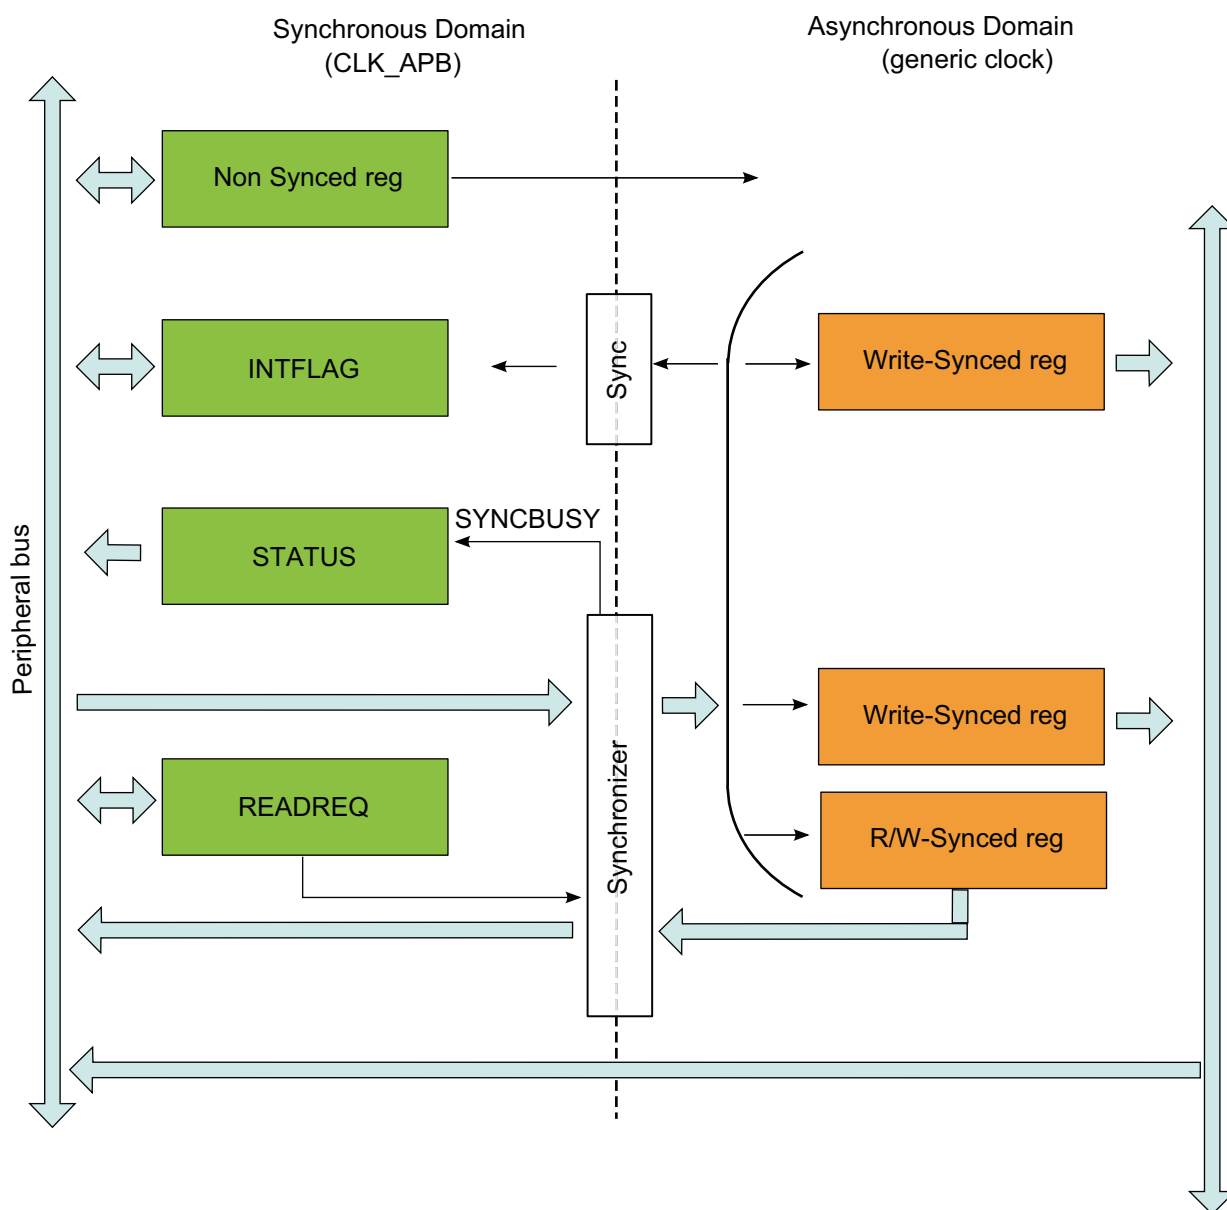 Synchronous Domain
(CLK_APB)
Asynchronous Domain
(generic clock)
Non Synced reg
INTFLAG
Sync
Write-Synced reg
SYNCBUSY
STATUS
Peripheral bus
Synchronizer
Write-Synced reg
READREQ
R/W-Synced reg